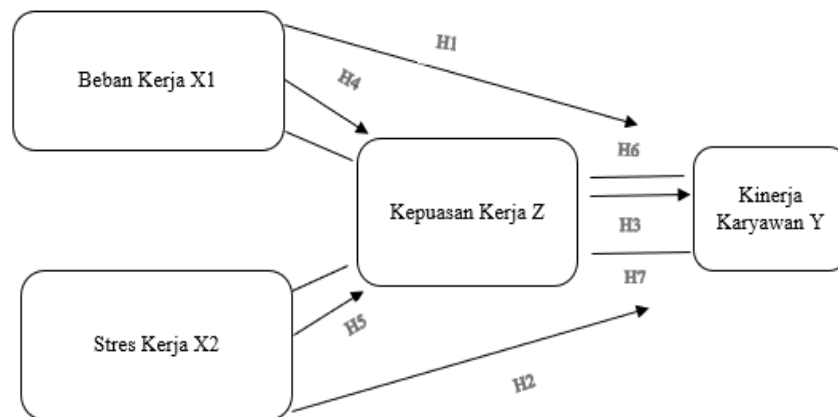 H1
Beban Kerja X1
H4
H6
Kepuasan Kerja Z
Kinerja
Karyawan Y
H3
H7
Stres Kerja X2
H5
H2